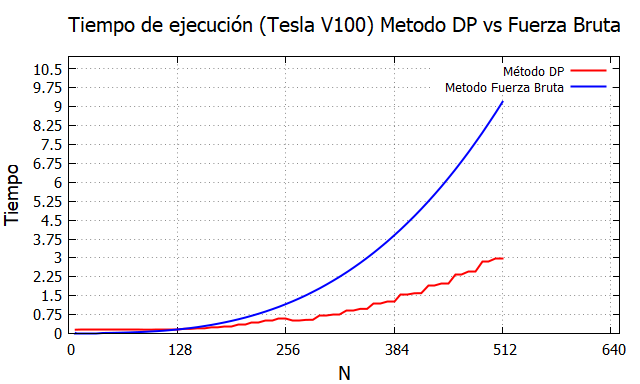 Tiempo de ejecución (Tesla V100) Metodo DP vs Fuerza Bruta
Método DP
Metodo Fuerza Bruta
Tiempo
10.5
9.75
9
8.25
7.5
6.75
6
5.25
4.5
3.75
3
2.25
1.5
0.75
0
0 128 256 384 512 640
N